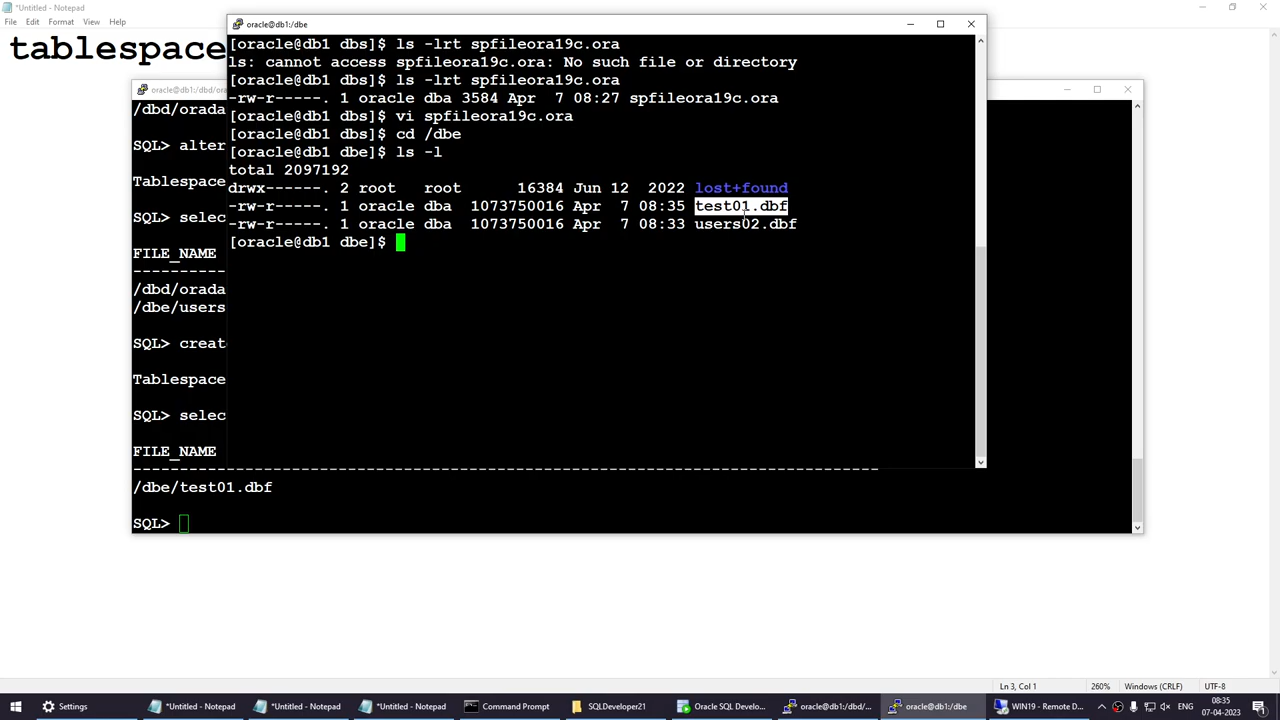 *Untitled - Notepad
File Edit Format View Help
tablespace
oracle@db1:/dbe
[oracle@db1 dbs]$ ls -lrt spfileora19c.ora
ls: cannot access spfileora19c.ora: No such file or directory
[oracle@db1 dbs]$ ls -lrt spfileora19c.ora
-rw-r-----. 1 oracle dba 3584 Apr  7 08:27 spfileora19c.ora
[oracle@db1 dbs]$ vi spfileora19c.ora
[oracle@db1 dbs]$ cd /dbe
[oracle@db1 dbe]$ ls -l
total 2097192
drwx------. 2 root   root      16384 Jun 12  2022 lost+found
-rw-r-----. 1 oracle dba  1073750016 Apr  7 08:35 test01.dbf
-rw-r-----. 1 oracle dba  1073750016 Apr  7 08:33 users02.dbf
[oracle@db1 dbe]$
oracle@db1:/dbd/ora
/dbd/orada
SQL> alter
Tablespace
SQL> selec
FILE_NAME
----------
/dbd/orada
/dbe/users
SQL> create
Tablespace
SQL> selec
FILE_NAME
--------------------------------------------------------------------------------
/dbe/test01.dbf
SQL>
Ln 3, Col 1 260% Windows (CRLF) UTF-8
Settings *Untitled - Notepad *Untitled - Notepad *Untitled - Notepad Command Prompt SQLDeveloper21 Oracle SQL Develo... oracle@db1:/dbd/... oracle@db1:/dbe WIN19 - Remote D... ENG
08:35
07-04-2023